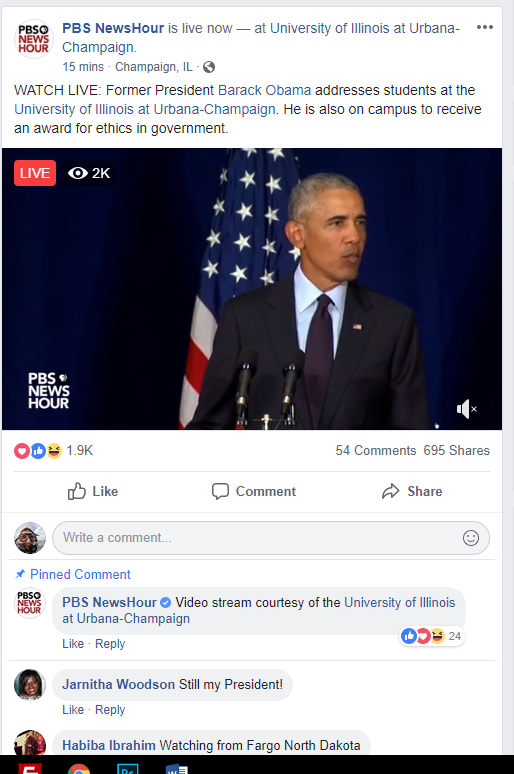 PBS NEWS HOUR
PBS NewsHour is live now — at University of Illinois at Urbana-
Champaign.
15 mins · Champaign, IL ·
WATCH LIVE: Former President Barack Obama addresses students at the
University of Illinois at Urbana-Champaign. He is also on campus to receive
an award for ethics in government.
LIVE 2K
PBS
NEWS
HOUR
1.9K 54 Comments 695 Shares
Like Comment Share
Write a comment...
Pinned Comment
PBS NEWS HOUR
PBS NewsHour Video stream courtesy of the University of Illinois
at Urbana-Champaign
24
Like · Reply
Jarnitha Woodson Still my President!
Like · Reply
Habiba Ibrahim Watching from Fargo North Dakota
Ps
W